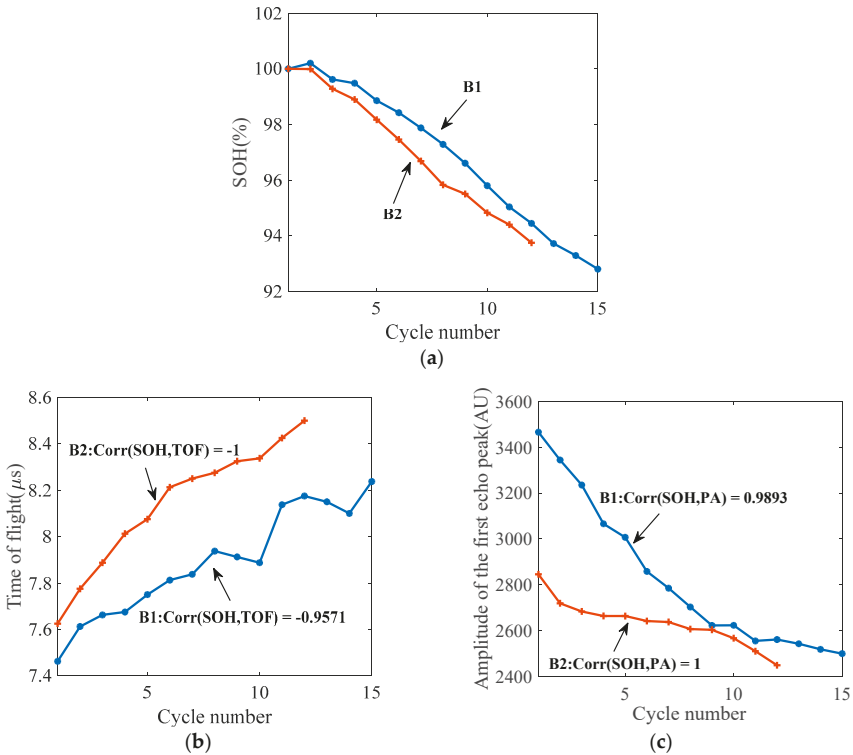 102
100
98
96
94
92
SOH(%)
B1
B2
5
10
15
Cycle number
(a)
8.6
8.4
8.2
8
7.8
7.6
7.4
Time of flight(μs)
B2:Corr(SOH,TOF) = -1
B1:Corr(SOH,TOF) = -0.9571
5
10
15
Cycle number
(b)
3600
3400
3200
3000
2800
2600
2400
Amplitude of the first echo peak(AU)
B1:Corr(SOH,PA) = 0.9893
B2:Corr(SOH,PA) = 1
5
10
15
Cycle number
(c)